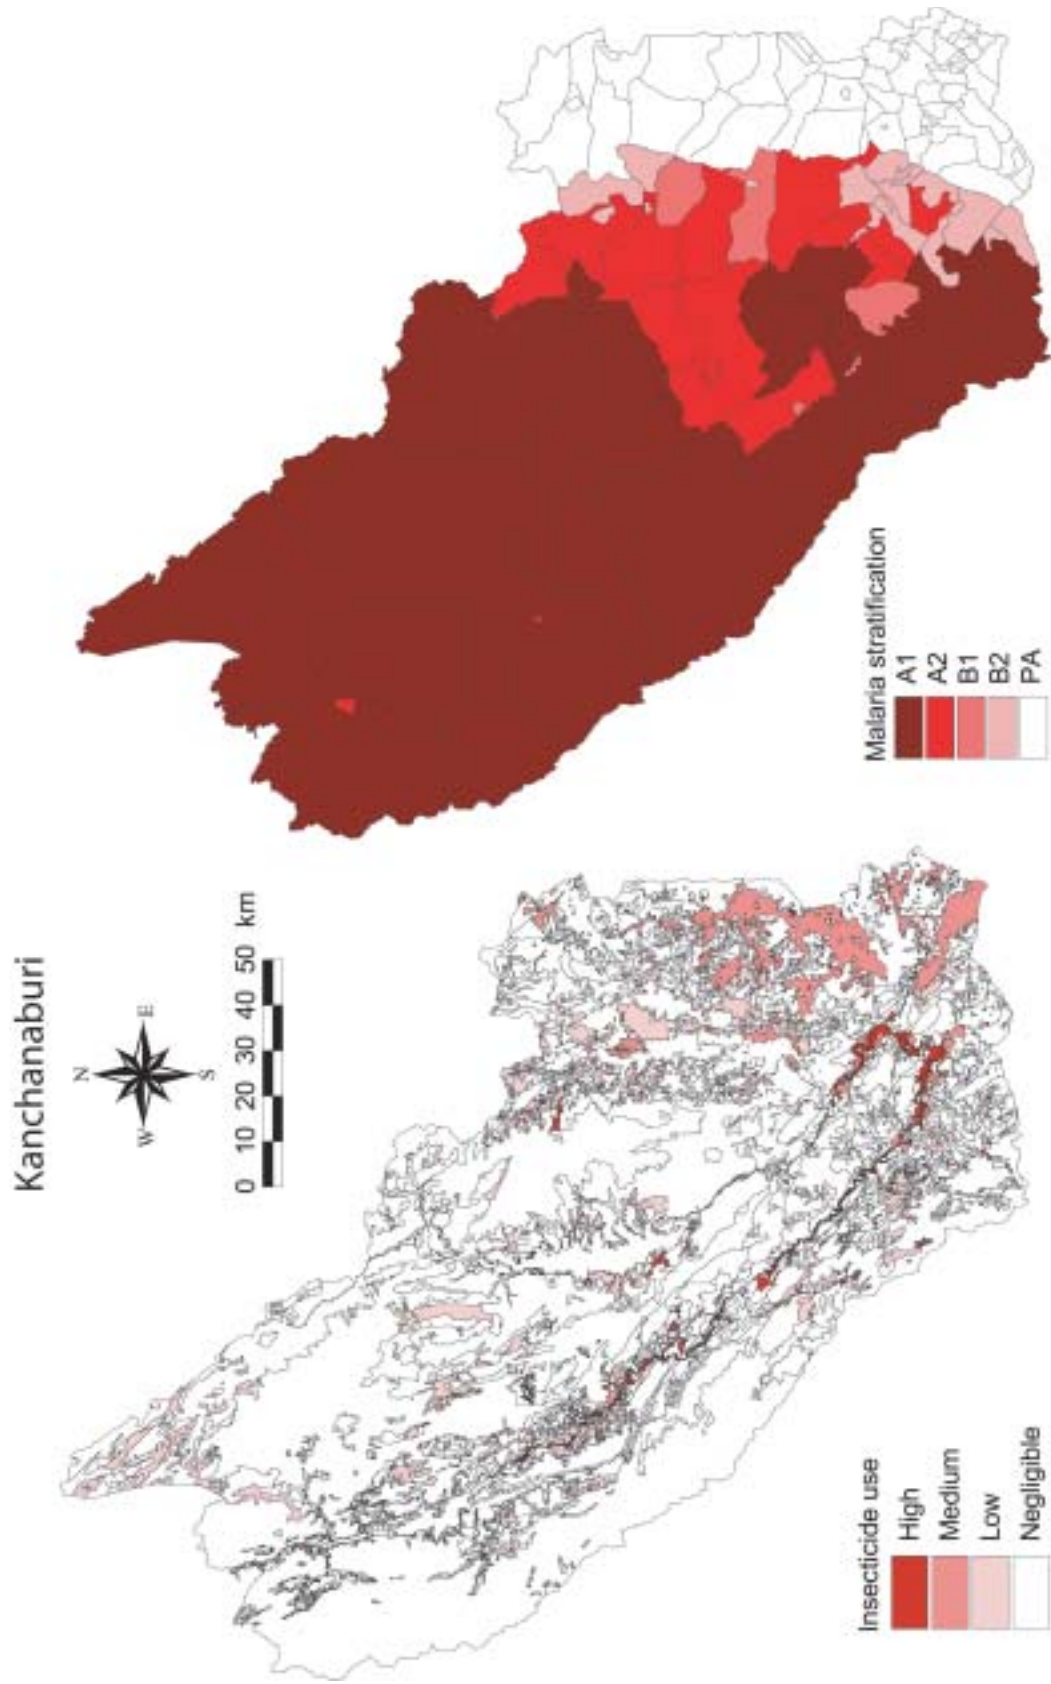 Kanchanaburi
N
W
E
S
0 10 20 30 40 50 km
Insecticide use
High
Medium
Low
Negligible
Malaria stratification
A1
A2
B1
B2
PA